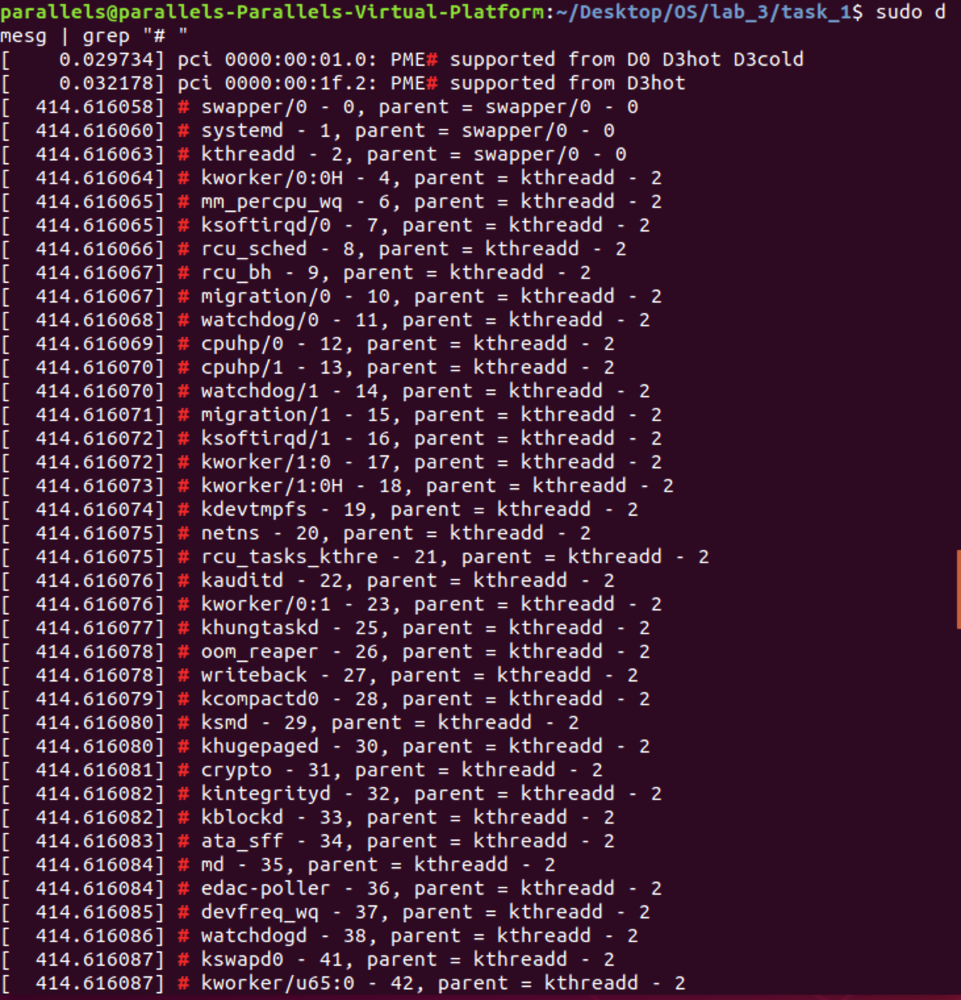 parallels@parallels-Parallels-Virtual-Platform:~/Desktop/OS/lab_3/task_1$ sudo d
mesg | grep "# "
[    0.029734] pci 0000:00:01.0: PME# supported from D0 D3hot D3cold
[    0.032178] pci 0000:00:1f.2: PME# supported from D3hot
[  414.616058] # swapper/0 - 0, parent = swapper/0 - 0
[  414.616060] # systemd - 1, parent = swapper/0 - 0
[  414.616063] # kthreadd - 2, parent = swapper/0 - 0
[  414.616064] # kworker/0:0H - 4, parent = kthreadd - 2
[  414.616065] # mm_percpu_wq - 6, parent = kthreadd - 2
[  414.616065] # ksoftirqd/0 - 7, parent = kthreadd - 2
[  414.616066] # rcu_sched - 8, parent = kthreadd - 2
[  414.616067] # rcu_bh - 9, parent = kthreadd - 2
[  414.616067] # migration/0 - 10, parent = kthreadd - 2
[  414.616068] # watchdog/0 - 11, parent = kthreadd - 2
[  414.616069] # cpuhp/0 - 12, parent = kthreadd - 2
[  414.616070] # cpuhp/1 - 13, parent = kthreadd - 2
[  414.616070] # watchdog/1 - 14, parent = kthreadd - 2
[  414.616071] # migration/1 - 15, parent = kthreadd - 2
[  414.616072] # ksoftirqd/1 - 16, parent = kthreadd - 2
[  414.616072] # kworker/1:0 - 17, parent = kthreadd - 2
[  414.616073] # kworker/1:0H - 18, parent = kthreadd - 2
[  414.616074] # kdevtmpfs - 19, parent = kthreadd - 2
[  414.616075] # netns - 20, parent = kthreadd - 2
[  414.616075] # rcu_tasks_kthre - 21, parent = kthreadd - 2
[  414.616076] # kauditd - 22, parent = kthreadd - 2
[  414.616076] # kworker/0:1 - 23, parent = kthreadd - 2
[  414.616077] # khungtaskd - 25, parent = kthreadd - 2
[  414.616078] # oom_reaper - 26, parent = kthreadd - 2
[  414.616078] # writeback - 27, parent = kthreadd - 2
[  414.616079] # kcompactd0 - 28, parent = kthreadd - 2
[  414.616080] # ksmd - 29, parent = kthreadd - 2
[  414.616080] # khugepaged - 30, parent = kthreadd - 2
[  414.616081] # crypto - 31, parent = kthreadd - 2
[  414.616082] # kintegrityd - 32, parent = kthreadd - 2
[  414.616082] # kblockd - 33, parent = kthreadd - 2
[  414.616083] # ata_sff - 34, parent = kthreadd - 2
[  414.616084] # md - 35, parent = kthreadd - 2
[  414.616084] # edac-poller - 36, parent = kthreadd - 2
[  414.616085] # devfreq_wq - 37, parent = kthreadd - 2
[  414.616086] # watchdogd - 38, parent = kthreadd - 2
[  414.616087] # kswapd0 - 41, parent = kthreadd - 2
[  414.616087] # kworker/u65:0 - 42, parent = kthreadd - 2